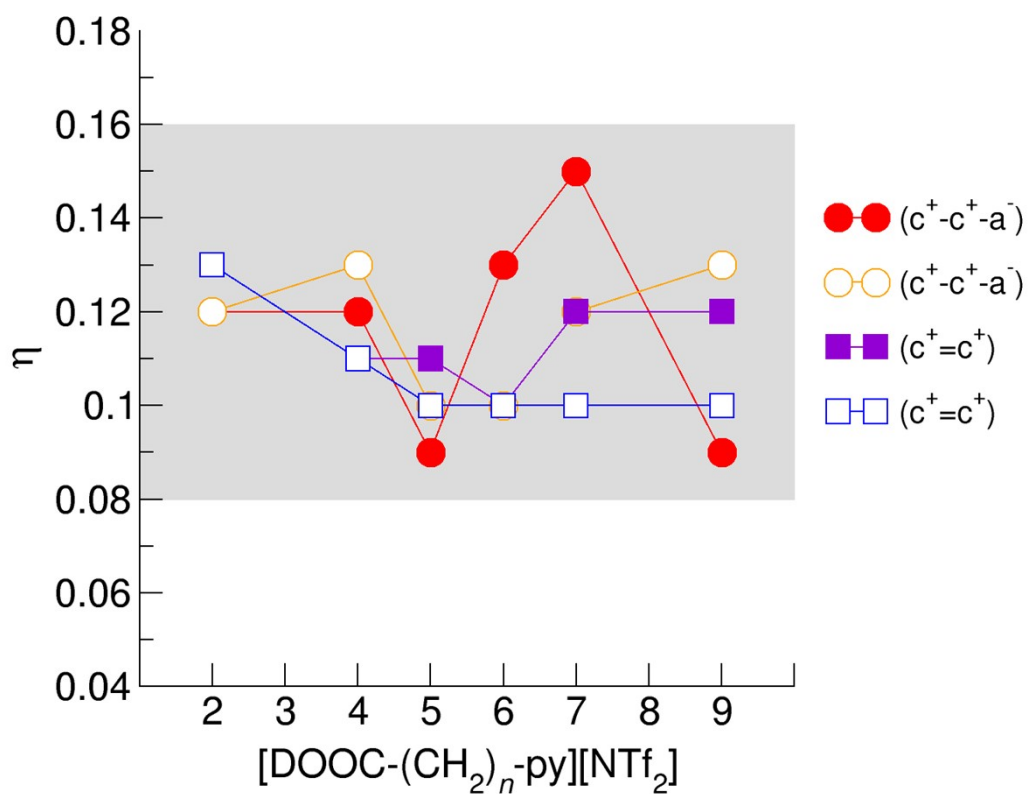 0.18
0.16
0.14
0.12
0.1
0.08
0.06
0.04
η
2 3 4 5 6 7 8 9
[DOOC-(CH₂)ₙ-py][NTf₂]
(c⁺-c⁺-a⁻)
(c⁺-c⁺-a⁻)
(c⁺=c⁺)
(c⁺=c⁺)